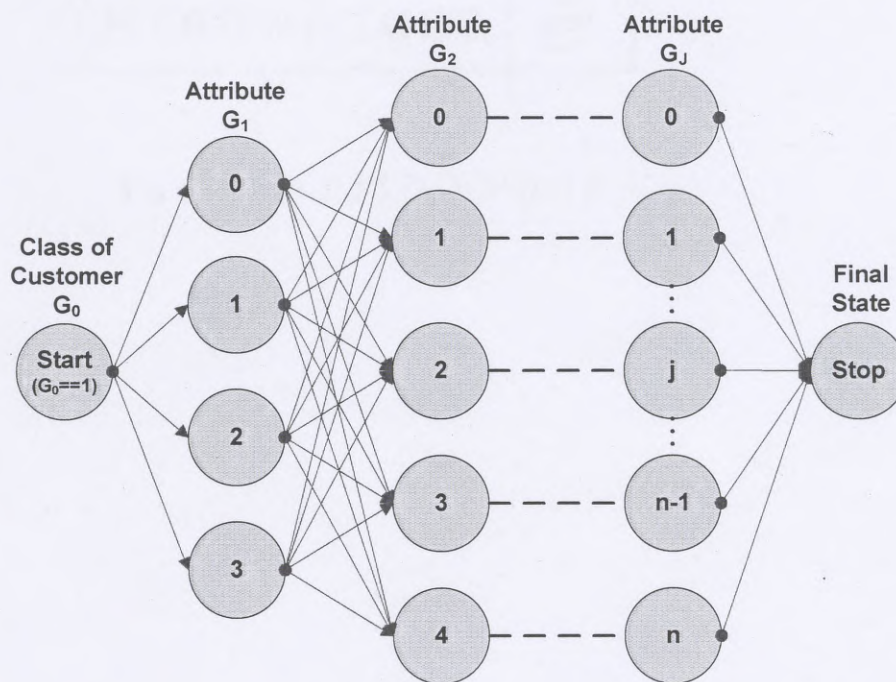 Attribute
G₂
Attribute
G_J
Attribute
G₁
Class of
Customer
G₀
Final
State
Start
(G₀==1)
0
1
2
3
0
1
2
3
4
0
1
j
n-1
n
Stop